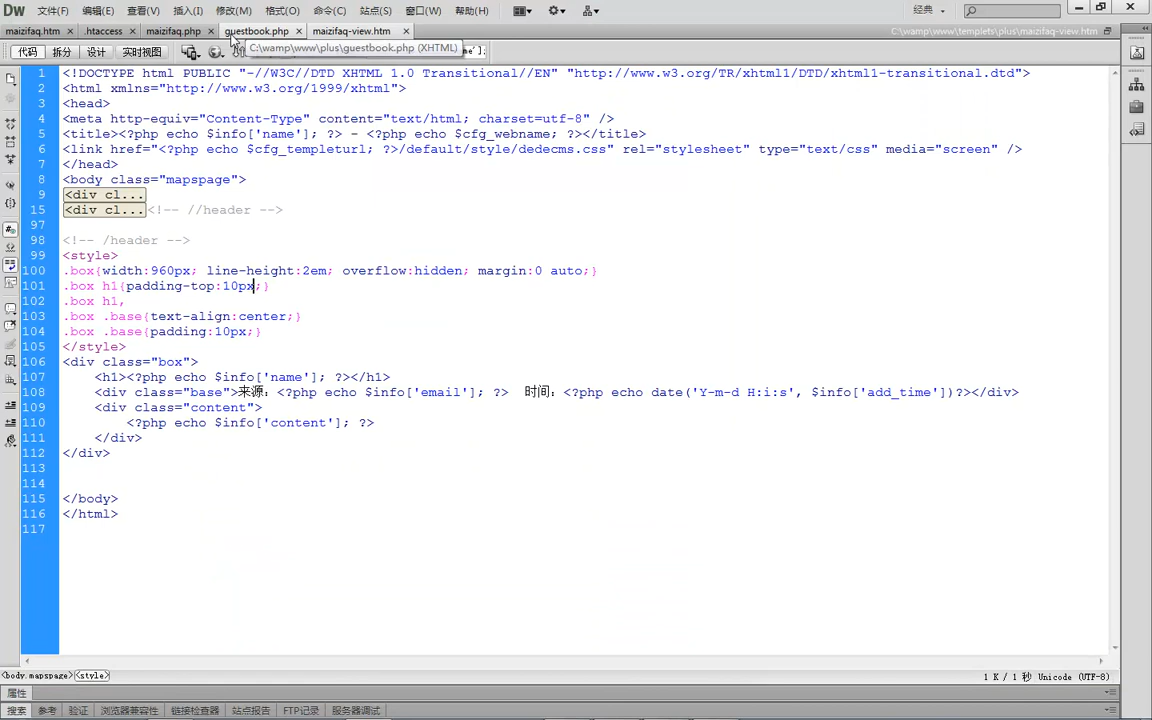 Dw 文件(F) 编辑(E) 查看(V) 插入(I) 修改(M) 格式(O) 命令(C) 站点(S) 窗口(W) 帮助(H) 经典
maizifaq.htm × .htaccess × maizifaq.php × guestbook.php × maizifaq-view.htm × C:\wamp\www\templets\plus\maizifaq-view.htm
代码 拆分 设计 实时视图 C:\wamp\www\plus\guestbook.php (XHTML) e'];
1 <!DOCTYPE html PUBLIC "-//W3C//DTD XHTML 1.0 Transitional//EN" "http://www.w3.org/TR/xhtml1/DTD/xhtml1-transitional.dtd">
2 <html xmlns="http://www.w3.org/1999/xhtml">
3 <head>
4 <meta http-equiv="Content-Type" content="text/html; charset=utf-8" />
5 <title><?php echo $info['name']; ?> - <?php echo $cfg_webname; ?></title>
6 <link href="<?php echo $cfg_templeturl; ?>/default/style/dedecms.css" rel="stylesheet" type="text/css" media="screen" />
7 </head>
8 <body class="mapspage">
9 <div cl...
15 <div cl...<!-- //header -->
97
98 <!-- /header -->
99 <style>
100 .box{width:960px; line-height:2em; overflow:hidden; margin:0 auto;}
101 .box h1{padding-top:10px;}
102 .box h1,
103 .box .base{text-align:center;}
104 .box .base{padding:10px;}
105 </style>
106 <div class="box">
107 <h1><?php echo $info['name']; ?></h1>
108 <div class="base">来源：<?php echo $info['email']; ?> 时间：<?php echo date('Y-m-d H:i:s', $info['add_time'])?></div>
109 <div class="content">
110 <?php echo $info['content']; ?>
111 </div>
112 </div>
113
114
115 </body>
116 </html>
117
<body.mapspage> <style> 1 K / 1 秒 Unicode (UTF-8)
属性
搜索 参考 验证 浏览器兼容性 链接检查器 站点报告 FTP记录 服务器调试